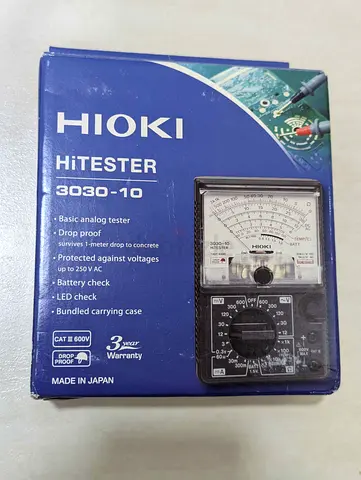 HIOKI
HiTESTER
3030-10
• Basic analog tester
• Drop proof
survives 1-meter drop to concrete
• Protected against voltages
up to 250 V AC
• Battery check
• LED check
• Bundled carrying case
CAT III 600V
DROP PROOF
3 year
Warranty
MADE IN JAPAN
3030-10
HiTESTER
HIOKI
OFF